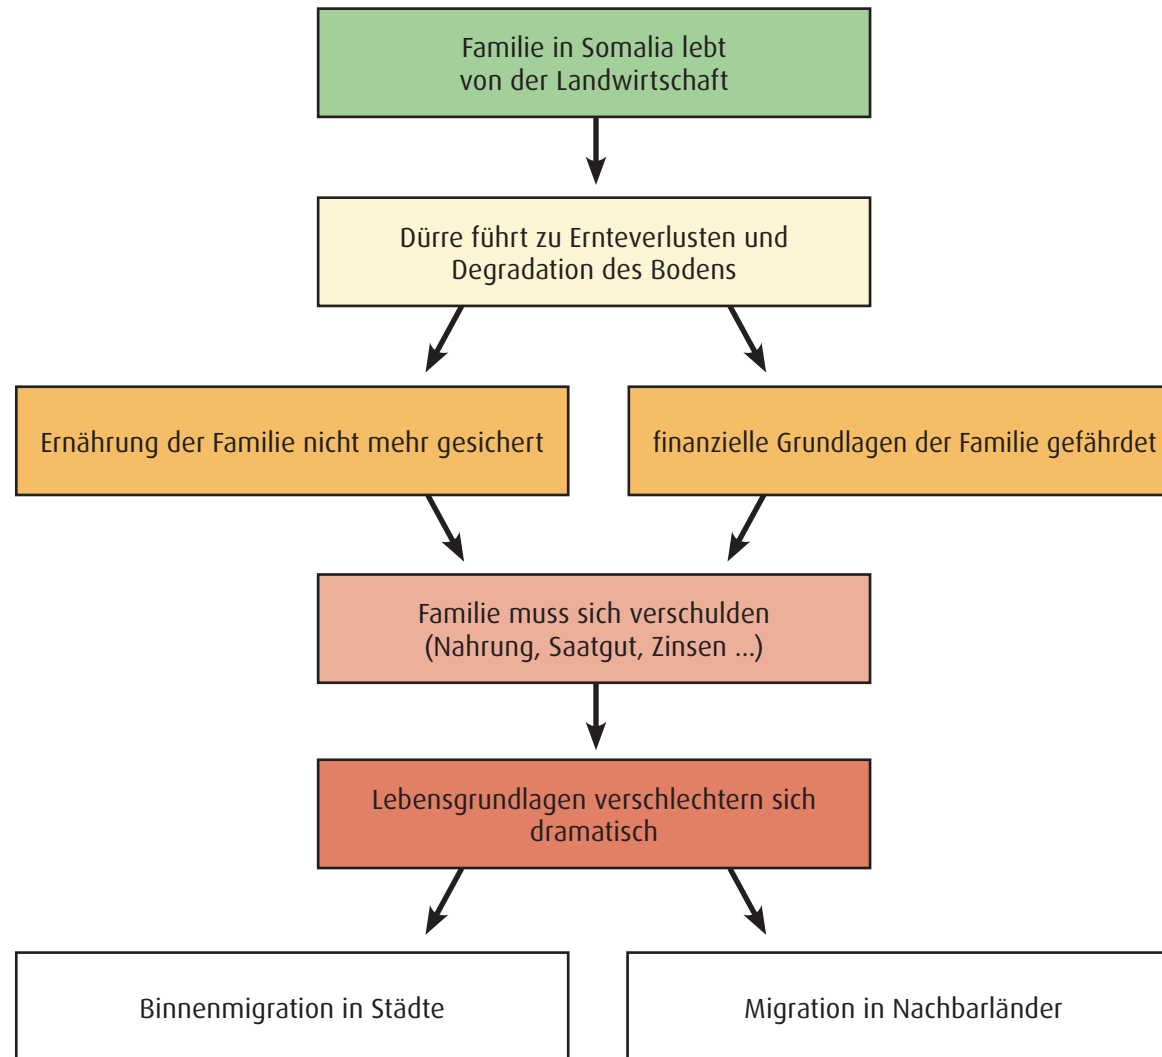 Familie in Somalia lebt
von der Landwirtschaft
Dürre führt zu Ernteverlusten und
Degradation des Bodens
Ernährung der Familie nicht mehr gesichert
finanzielle Grundlagen der Familie gefährdet
Familie muss sich verschulden
(Nahrung, Saatgut, Zinsen ...)
Lebensgrundlagen verschlechtern sich
dramatisch
Binnenmigration in Städte
Migration in Nachbarländer